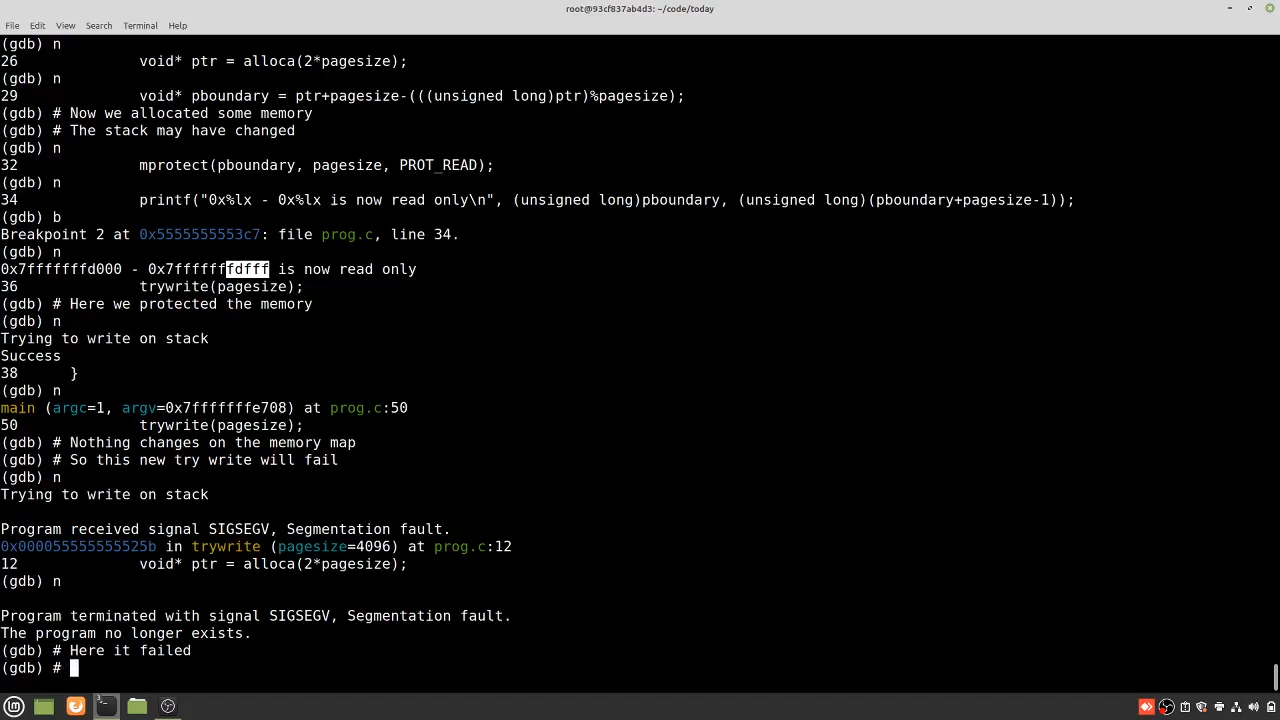 root@93cf837ab4d3: ~/code/today
File Edit View Search Terminal Help
(gdb) n
26 void* ptr = alloca(2*pagesize);
(gdb) n
29 void* pboundary = ptr+pagesize-(((unsigned long)ptr)%pagesize);
(gdb) # Now we allocated some memory
(gdb) # The stack may have changed
(gdb) n
32 mprotect(pboundary, pagesize, PROT_READ);
(gdb) n
34 printf("0x%lx - 0x%lx is now read only\n", (unsigned long)pboundary, (unsigned long)(pboundary+pagesize-1));
(gdb) b
Breakpoint 2 at 0x5555555553c7: file prog.c, line 34.
(gdb) n
0x7fffffffd000 - 0x7fffffffdfff is now read only
36 trywrite(pagesize);
(gdb) # Here we protected the memory
(gdb) n
Trying to write on stack
Success
38 }
(gdb) n
main (argc=1, argv=0x7fffffffe708) at prog.c:50
50 trywrite(pagesize);
(gdb) # Nothing changes on the memory map
(gdb) # So this new try write will fail
(gdb) n
Trying to write on stack
Program received signal SIGSEGV, Segmentation fault.
0x000055555555525b in trywrite (pagesize=4096) at prog.c:12
12 void* ptr = alloca(2*pagesize);
(gdb) n
Program terminated with signal SIGSEGV, Segmentation fault.
The program no longer exists.
(gdb) # Here it failed
(gdb) #